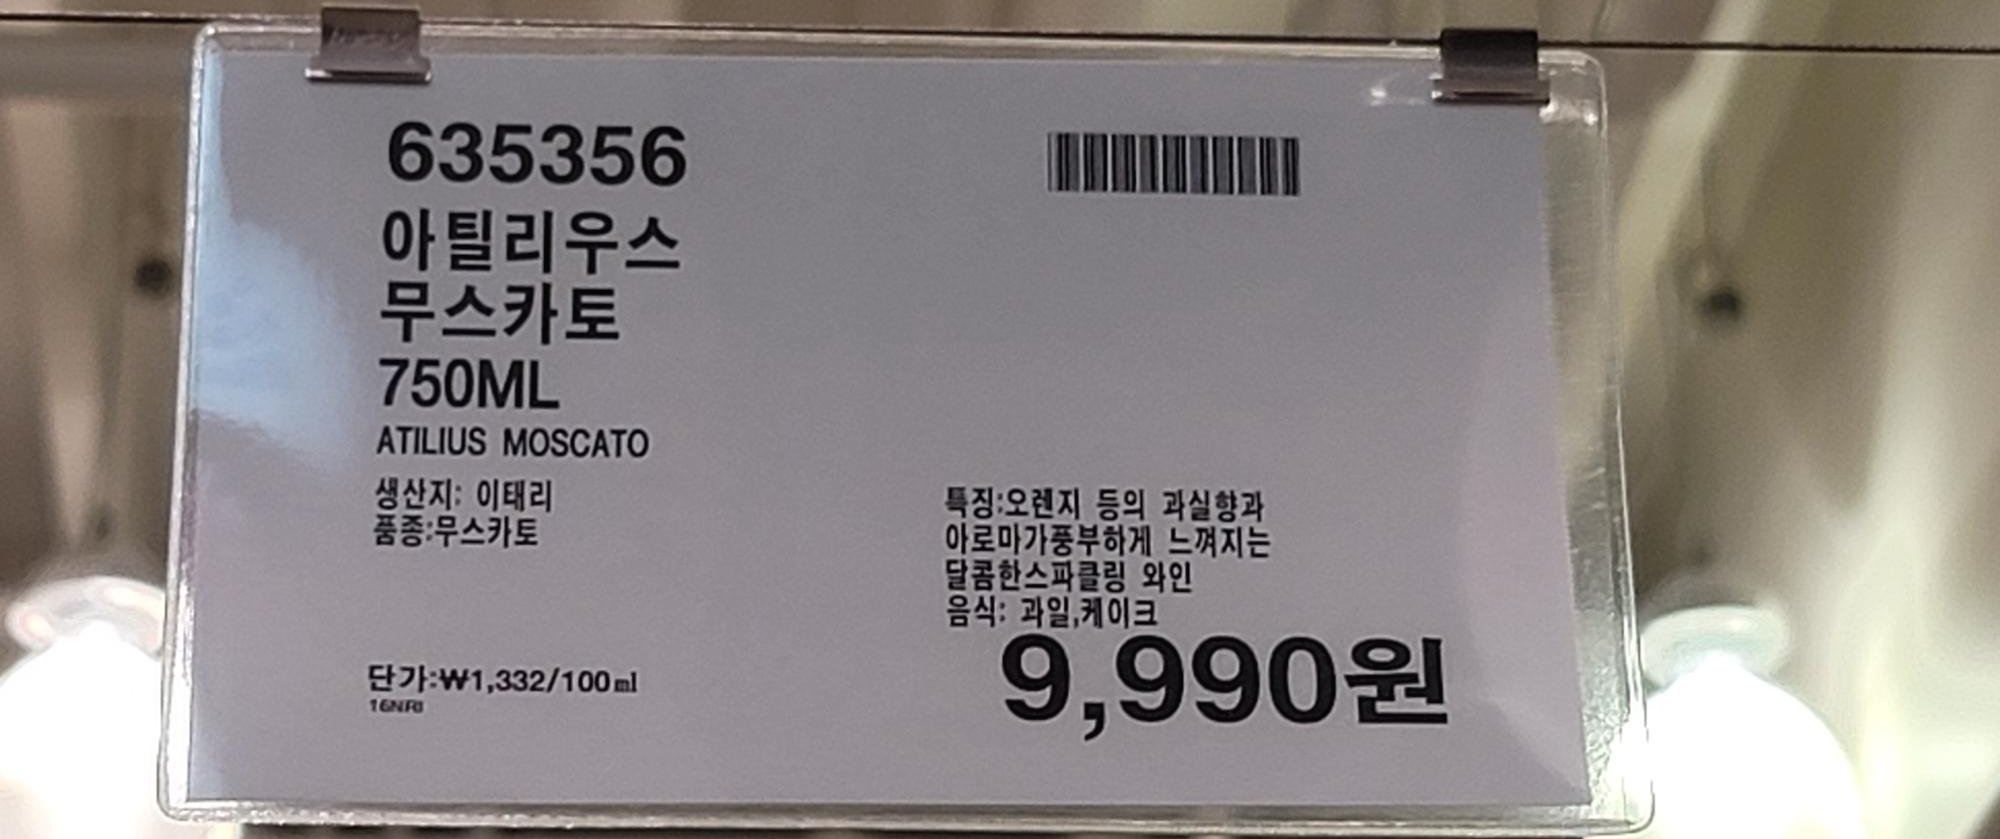 635356
아틸리우스
무스카토
750ML
ATILIUS MOSCATO
생산지: 이태리
품종:무스카토
특징:오렌지 등의 과실향과
아로마가풍부하게 느껴지는
달콤한스파클링 와인
음식: 과일,케이크
9,990원
단가:₩1,332/100㎖
16NRI